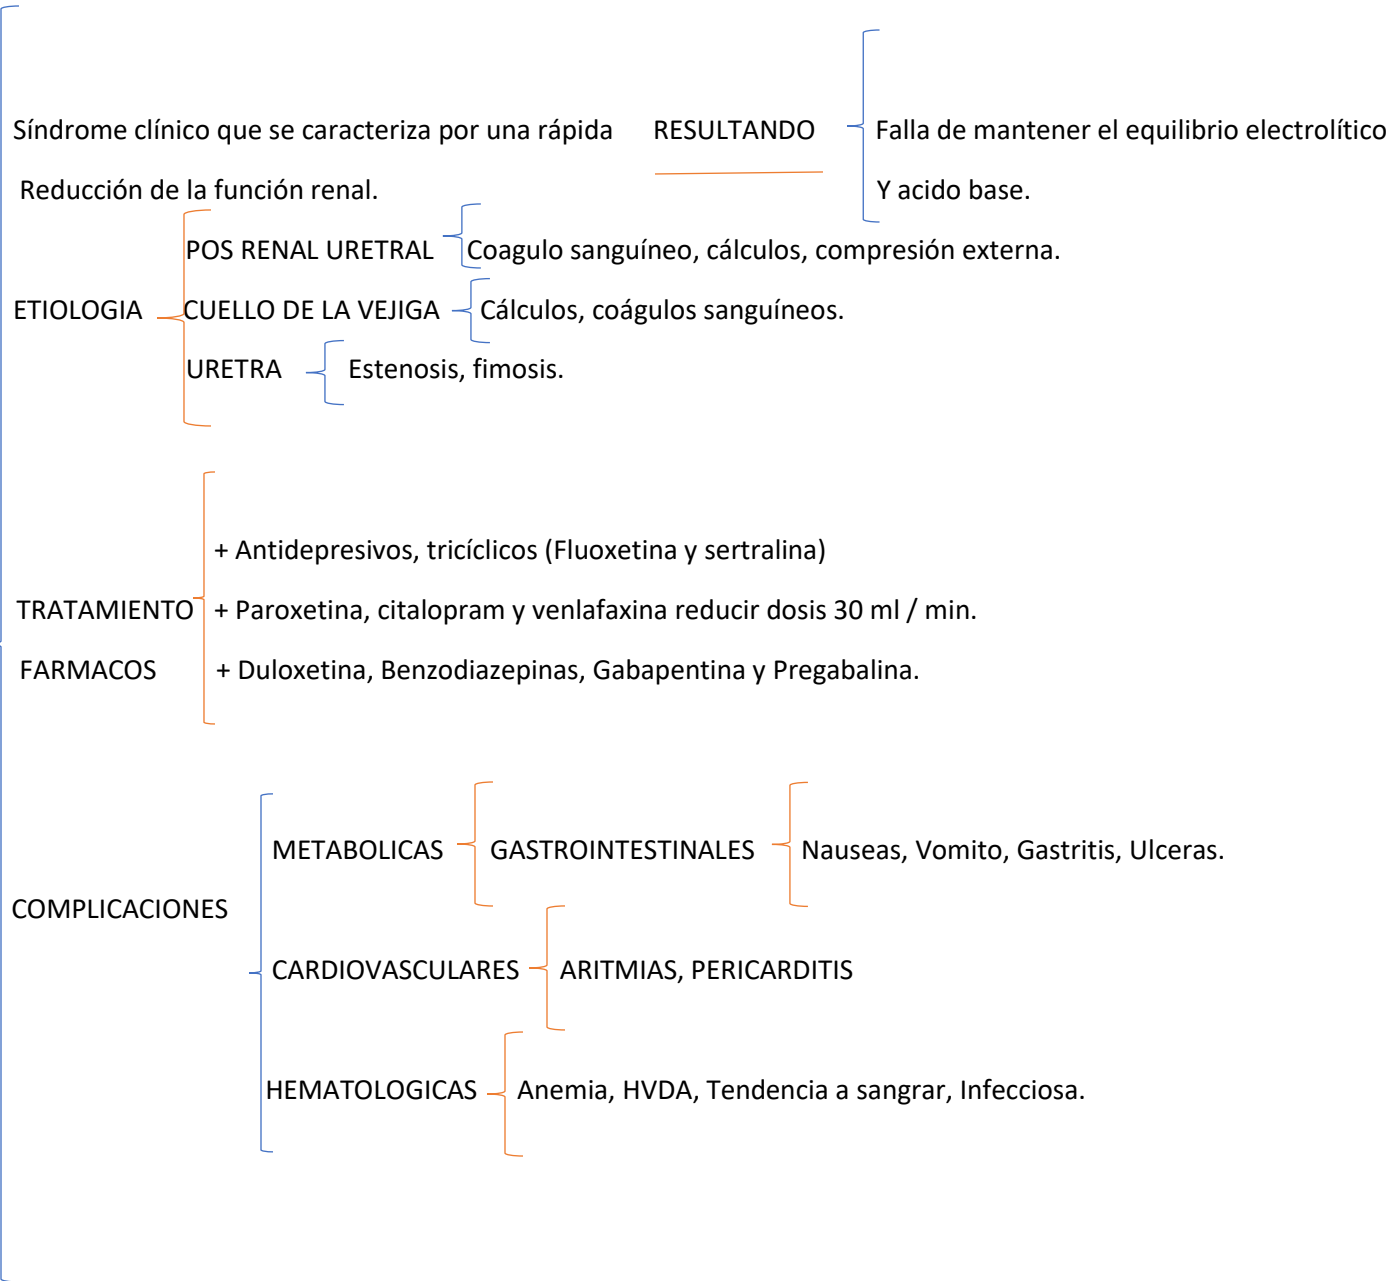 Síndrome clínico que se caracteriza por una rápida RESULTANDO Falla de mantener el equilibrio electrolítico
Reducción de la función renal. Y acido base.
POS RENAL URETRAL Coagulo sanguíneo, cálculos, compresión externa.
ETIOLOGIA CUELLO DE LA VEJIGA Cálculos, coágulos sanguíneos.
URETRA Estenosis, fimosis.
+ Antidepresivos, tricíclicos (Fluoxetina y sertralina)
TRATAMIENTO + Paroxetina, citalopram y venlafaxina reducir dosis 30 ml / min.
FARMACOS + Duloxetina, Benzodiazepinas, Gabapentina y Pregabalina.
METABOLICAS GASTROINTESTINALES Nauseas, Vomito, Gastritis, Ulceras.
COMPLICACIONES
CARDIOVASCULARES ARITMIAS, PERICARDITIS
HEMATOLOGICAS Anemia, HVDA, Tendencia a sangrar, Infecciosa.